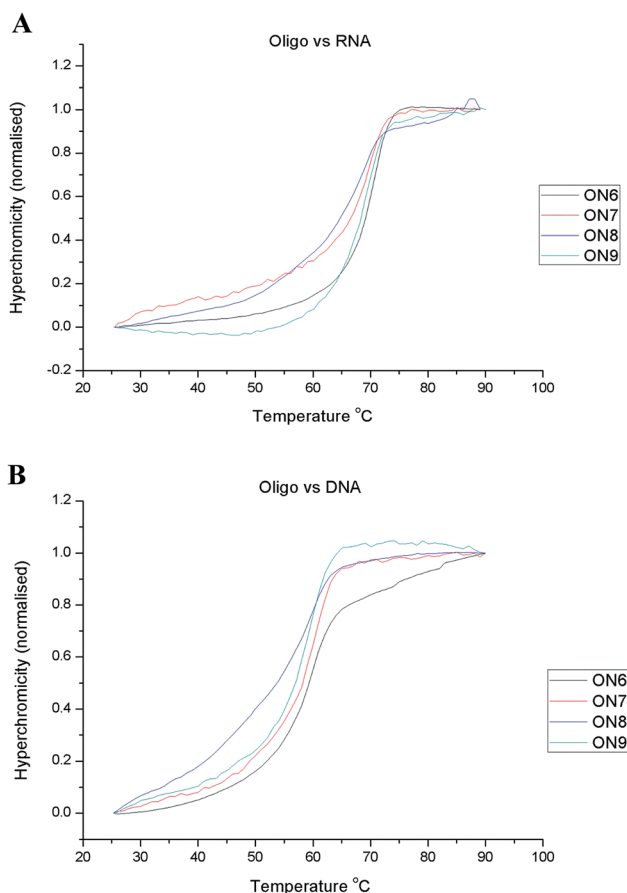 A
Oligo vs RNA
Hyperchromicity (normalised)
1.2
1.0
0.8
0.6
0.4
0.2
0.0
-0.2
20 30 40 50 60 70 80 90 100
Temperature °C
ON6
ON7
ON8
ON9
B
Oligo vs DNA
Hyperchromicity (normalised)
1.2
1.0
0.8
0.6
0.4
0.2
0.0
20 30 40 50 60 70 80 90 100
Temperature °C
ON6
ON7
ON8
ON9